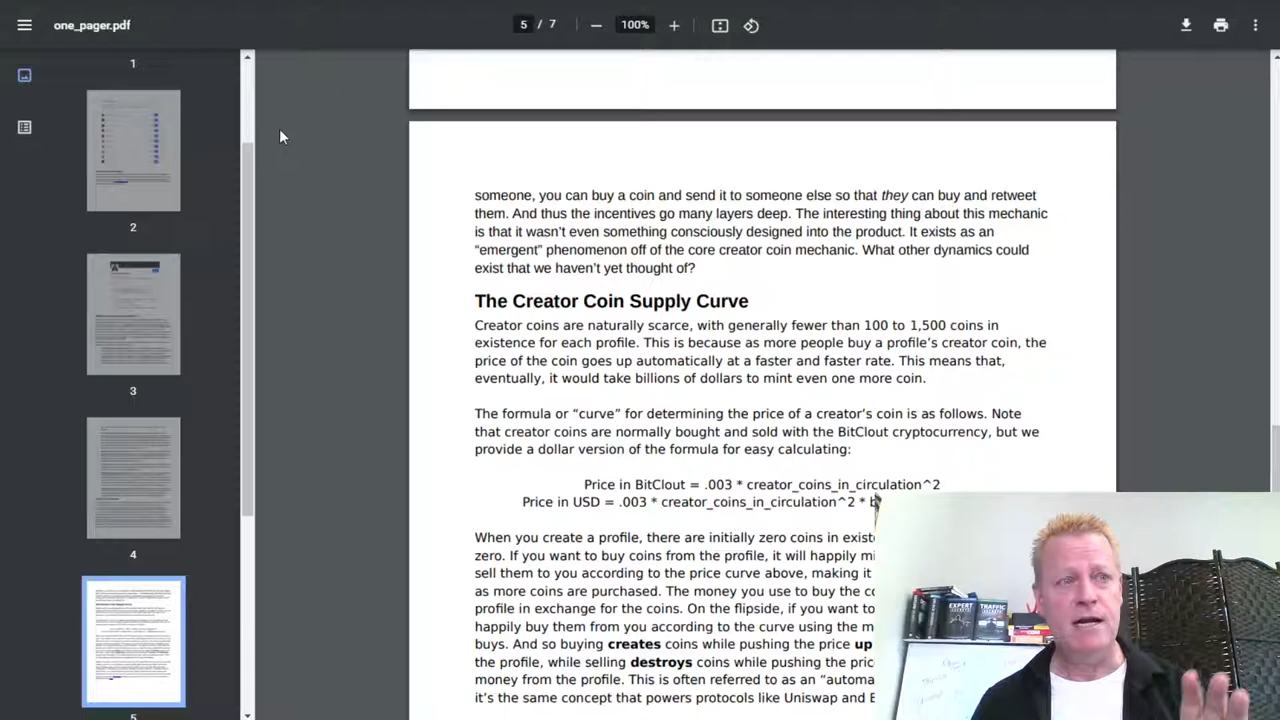 one_pager.pdf
5 / 7
100%
1
2
3
4
5
someone, you can buy a coin and send it to someone else so that they can buy and retweet
them. And thus the incentives go many layers deep. The interesting thing about this mechanic
is that it wasn't even something consciously designed into the product. It exists as an
“emergent” phenomenon off of the core creator coin mechanic. What other dynamics could
exist that we haven't yet thought of?
The Creator Coin Supply Curve
Creator coins are naturally scarce, with generally fewer than 100 to 1,500 coins in
existence for each profile. This is because as more people buy a profile's creator coin, the
price of the coin goes up automatically at a faster and faster rate. This means that,
eventually, it would take billions of dollars to mint even one more coin.
The formula or “curve” for determining the price of a creator's coin is as follows. Note
that creator coins are normally bought and sold with the BitClout cryptocurrency, but we
provide a dollar version of the formula for easy calculating:
Price in BitClout = .003 * creator_coins_in_circulation^2
Price in USD = .003 * creator_coins_in_circulation^2 *
When you create a profile, there are initially zero coins in
zero. If you want to buy coins from the profile, it will happily
sell them to you according to the price curve above, making it
as more coins are purchased. The money you use to buy the
profile in exchange for the coins. On the flipside, if you want to
happily buy them from you according to the curve using the
buys. And so buying creates coins while pushing the price up
the profile, while selling destroys coins while pushing the
money from the profile. This is often referred to as an
it's the same concept that powers protocols like Uniswap and
EXPERT
SECRETS
TRAFFIC
SECRETS